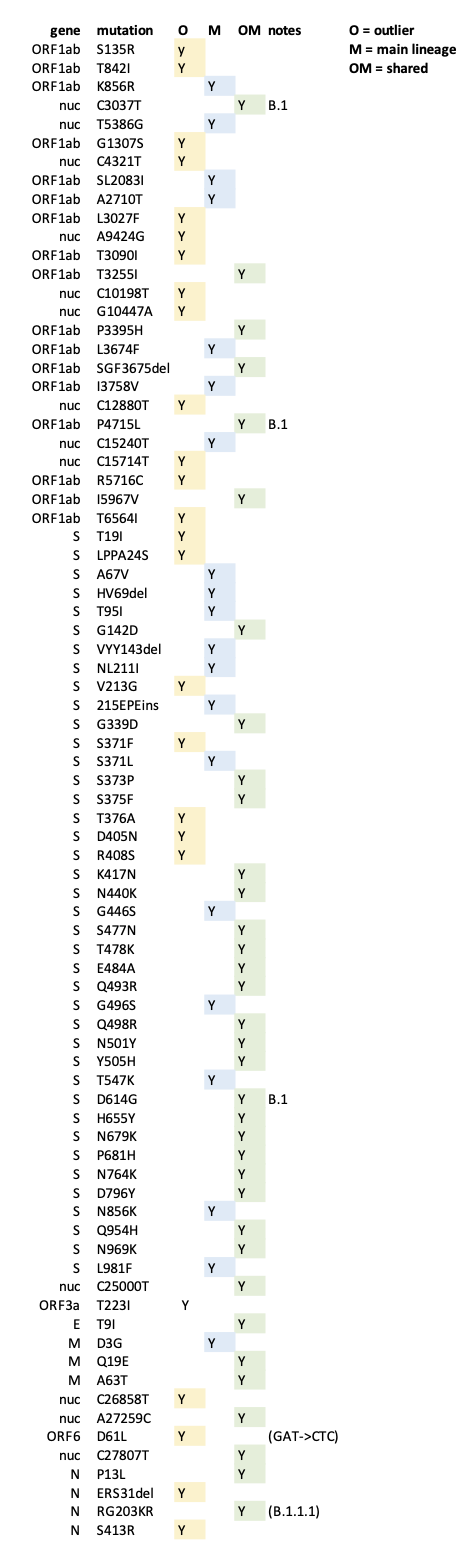 gene mutation O M OM notes O = outlier
ORF1ab S135R y M = main lineage
ORF1ab T842I Y OM = shared
ORF1ab K856R Y
nuc C3037T Y B.1
nuc T5386G Y
ORF1ab G1307S Y
nuc C4321T Y
ORF1ab SL2083I Y
ORF1ab A2710T Y
ORF1ab L3027F Y
nuc A9424G Y
ORF1ab T3090I Y
ORF1ab T3255I Y
nuc C10198T Y
nuc G10447A Y
ORF1ab P3395H Y
ORF1ab L3674F Y
ORF1ab SGF3675del Y
ORF1ab I3758V Y
nuc C12880T Y
ORF1ab P4715L Y B.1
nuc C15240T Y
nuc C15714T Y
ORF1ab R5716C Y
ORF1ab I5967V Y
ORF1ab T6564I Y
S T19I Y
S LPPA24S Y
S A67V Y
S HV69del Y
S T95I Y
S G142D Y
S VYY143del Y
S NL211I Y
S V213G Y
S 215EPEins Y
S G339D Y
S S371F Y
S S371L Y
S S373P Y
S S375F Y
S T376A Y
S D405N Y
S R408S Y
S K417N Y
S N440K Y
S G446S Y
S S477N Y
S T478K Y
S E484A Y
S Q493R Y
S G496S Y
S Q498R Y
S N501Y Y
S Y505H Y
S T547K Y
S D614G Y B.1
S H655Y Y
S N679K Y
S P681H Y
S N764K Y
S D796Y Y
S N856K Y
S Q954H Y
S N969K Y
S L981F Y
nuc C25000T Y
ORF3a T223I Y
E T9I Y
M D3G Y
M Q19E Y
M A63T Y
nuc C26858T Y
nuc A27259C Y
ORF6 D61L Y (GAT->CTC)
nuc C27807T Y
N P13L Y
N ERS31del Y
N RG203KR Y (B.1.1.1)
N S413R Y